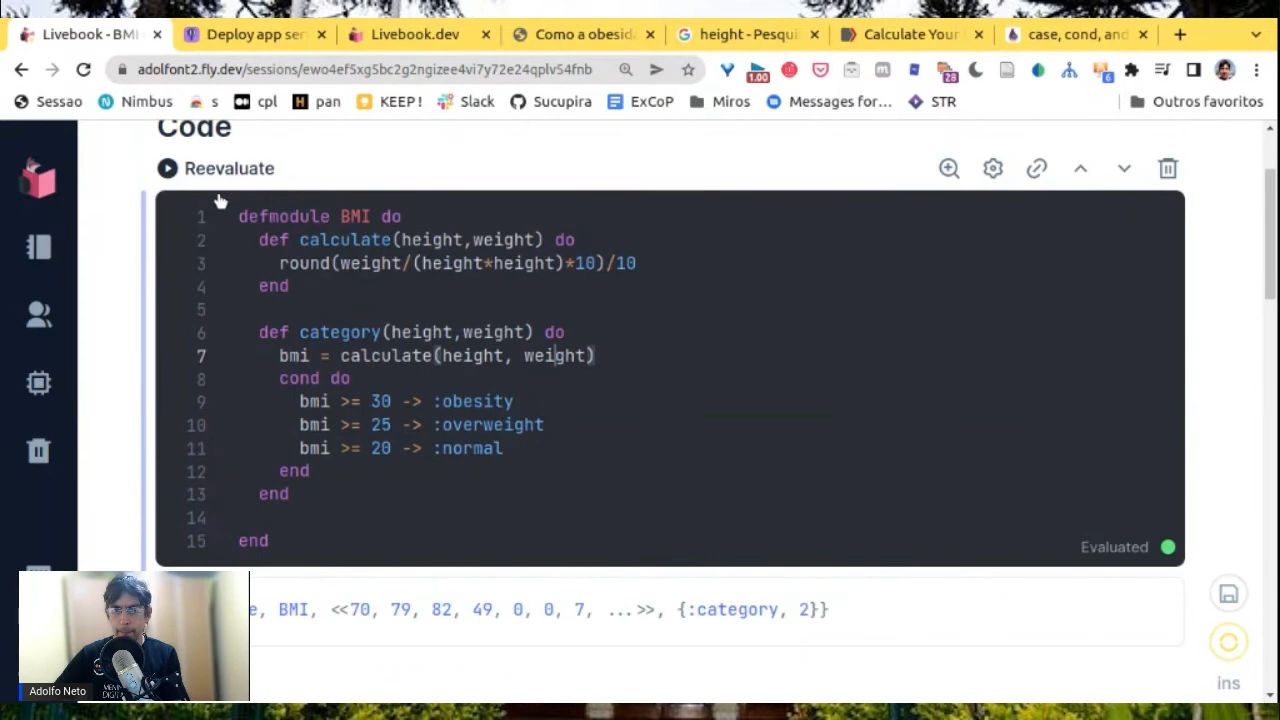 Livebook - BMI
Deploy app ser
Livebook.dev
Como a obesida
height - Pesqui
Calculate Your
case, cond, and
adolfont2.fly.dev/sessions/ewo4ef5xg5bc2g2ngizee4vi7y72e24qplv54fnb
1.00
28
6
Sessao
Nimbus
s
cpl
pan
KEEP!
Slack
Sucupira
ExCoP
Miros
Messages for...
STR
Outros favoritos
Code
Reevaluate
1 defmodule BMI do
2 def calculate(height,weight) do
3 round(weight/(height*height)*10)/10
4 end
5
6 def category(height,weight) do
7 bmi = calculate(height, weight)
8 cond do
9 bmi >= 30 -> :obesity
10 bmi >= 25 -> :overweight
11 bmi >= 20 -> :normal
12 end
13 end
14
15 end
Evaluated
e, BMI, <<70, 79, 82, 49, 0, 0, 7, ...>>, {:category, 2}}
ins
Adolfo Neto